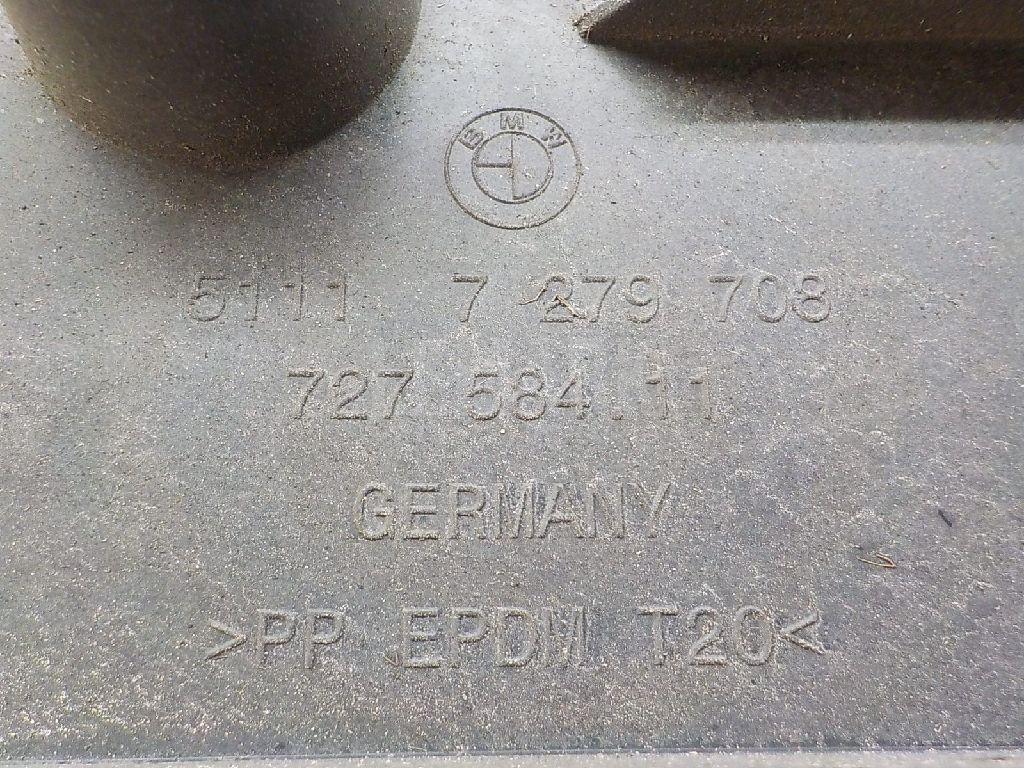 BMW
5111 7 279 708
727.584.11
GERMANY
>PP EPDM T20<